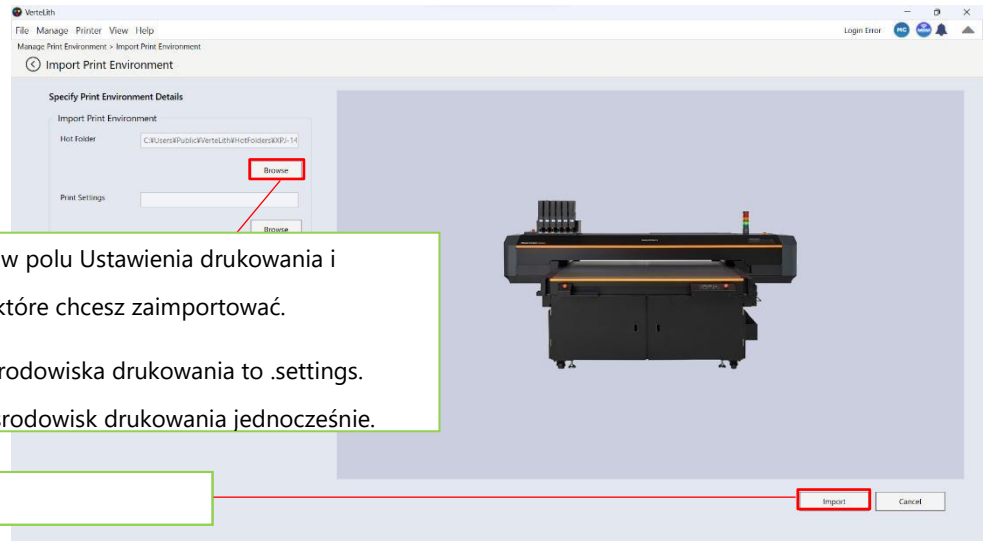 VerteLith
File Manage Printer View Help
Login Error
MC
Manage Print Environment > Import Print Environment
Import Print Environment
Specify Print Environment Details
Import Print Environment
Hot Folder
C:¥Users¥Public¥VerteLith¥HotFolders¥XPJ-14
Browse
Print Settings
Browse
w polu Ustawienia drukowania i
które chcesz zaimportować.
rodowiska drukowania to .settings.
środowisk drukowania jednocześnie.
Import Cancel